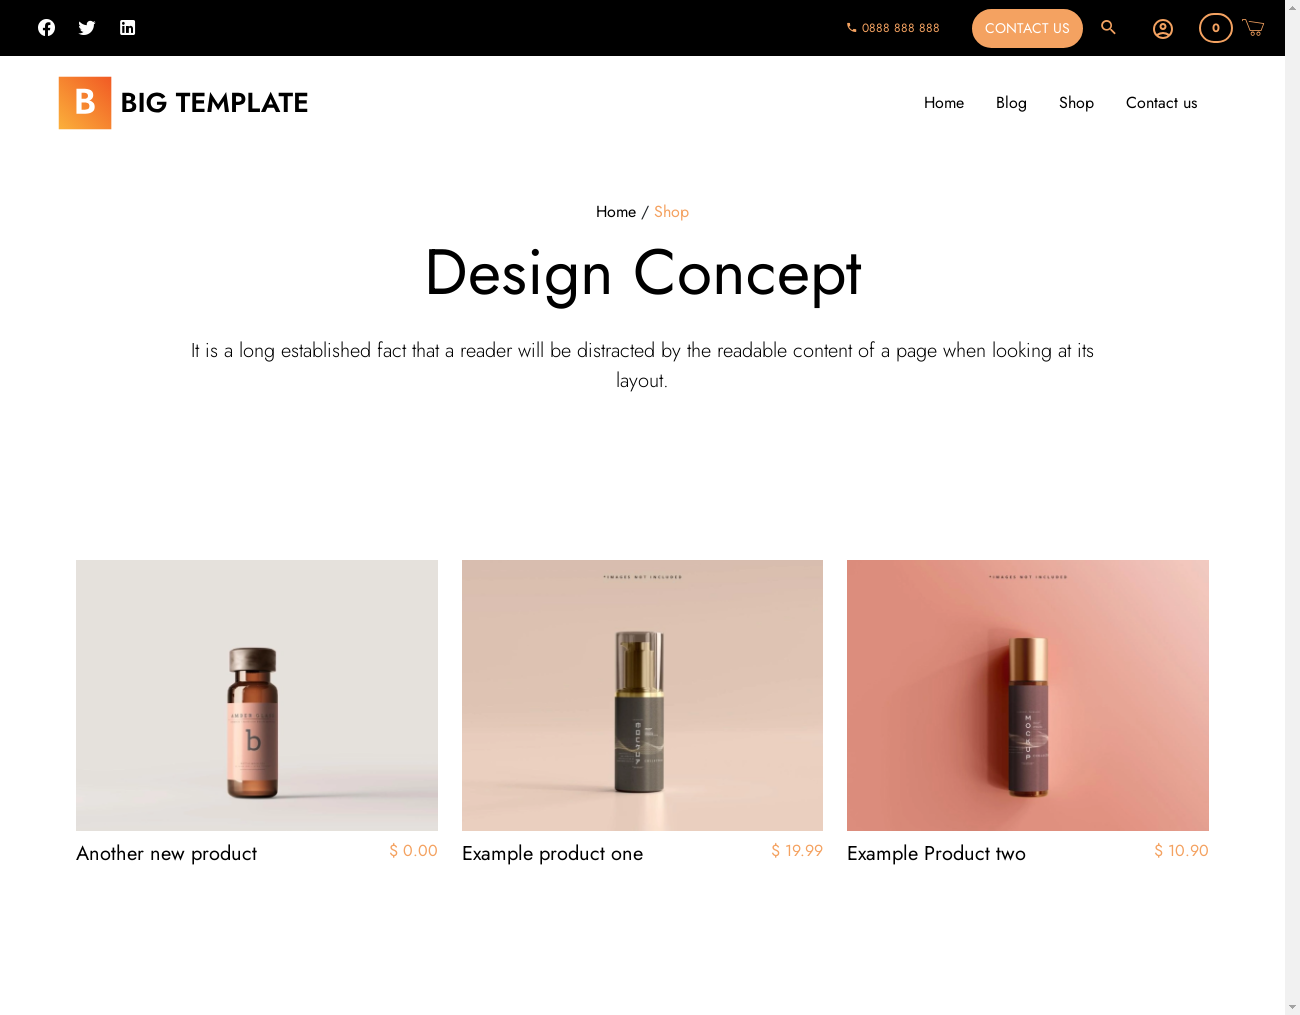 0888 888 888
CONTACT US
0
B BIG TEMPLATE
Home Blog Shop Contact us
Home / Shop
Design Concept
It is a long established fact that a reader will be distracted by the readable content of a page when looking at its
layout.
*IMAGES NOT INCLUDED
*IMAGES NOT INCLUDED
b
MOCKUP
MOCKUP
Another new product $ 0.00
Example product one $ 19.99
Example Product two $ 10.90